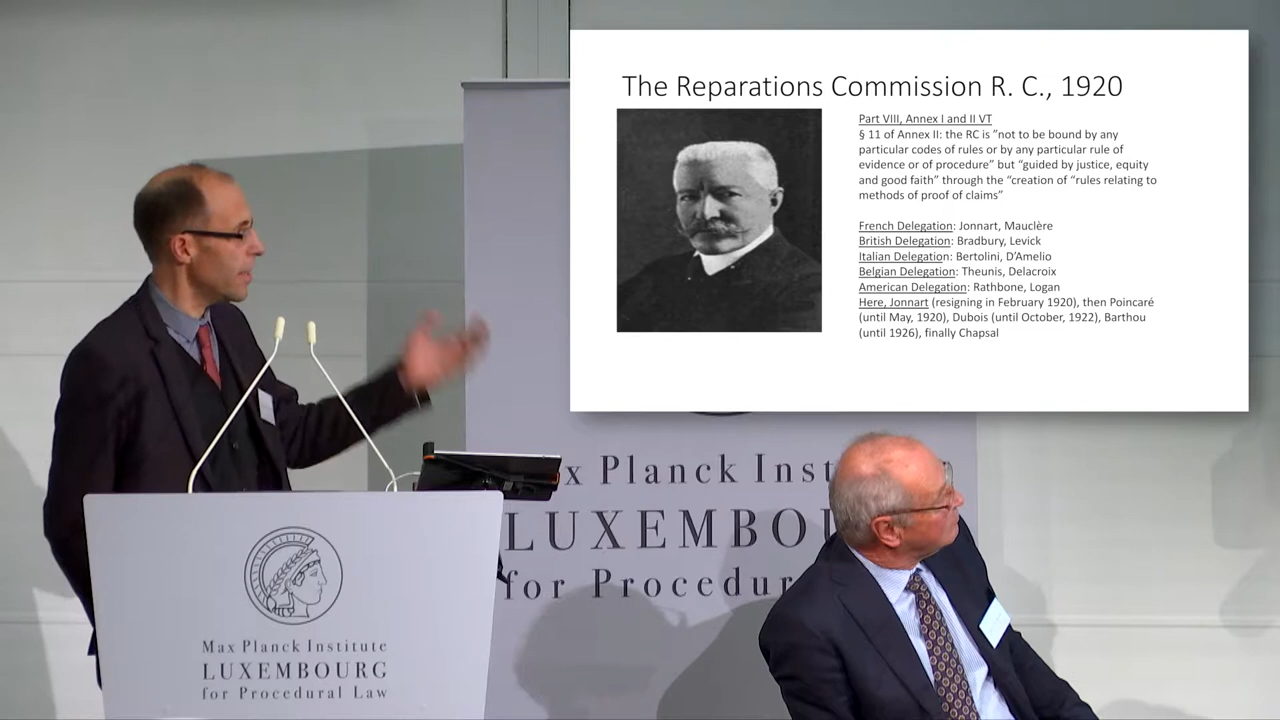 The Reparations Commission R. C., 1920
Part VIII, Annex I and II VT
§ 11 of Annex II: the RC is ”not to be bound by any
particular codes of rules or by any particular rule of
evidence or of procedure” but “guided by justice, equity
and good faith” through the “creation of “rules relating to
methods of proof of claims”
French Delegation: Jonnart, Mauclère
British Delegation: Bradbury, Levick
Italian Delegation: Bertolini, D’Amelio
Belgian Delegation: Theunis, Delacroix
American Delegation: Rathbone, Logan
Here, Jonnart (resigning in February 1920), then Poincaré
(until May, 1920), Dubois (until October, 1922), Barthou
(until 1926), finally Chapsal
x Planck Inst
LUXEMBOU
for Procedur
Max Planck Institute
LUXEMBOURG
for Procedural Law